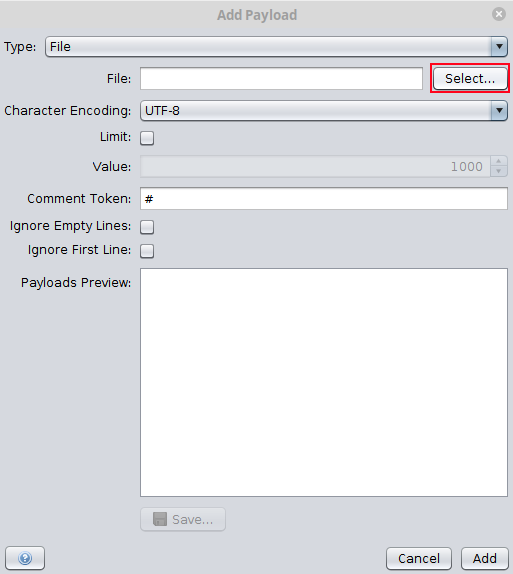 Add Payload
Type: File
File: Select...
Character Encoding: UTF-8
Limit:
Value: 1000
Comment Token: #
Ignore Empty Lines:
Ignore First Line:
Payloads Preview:
Save...
? Cancel Add